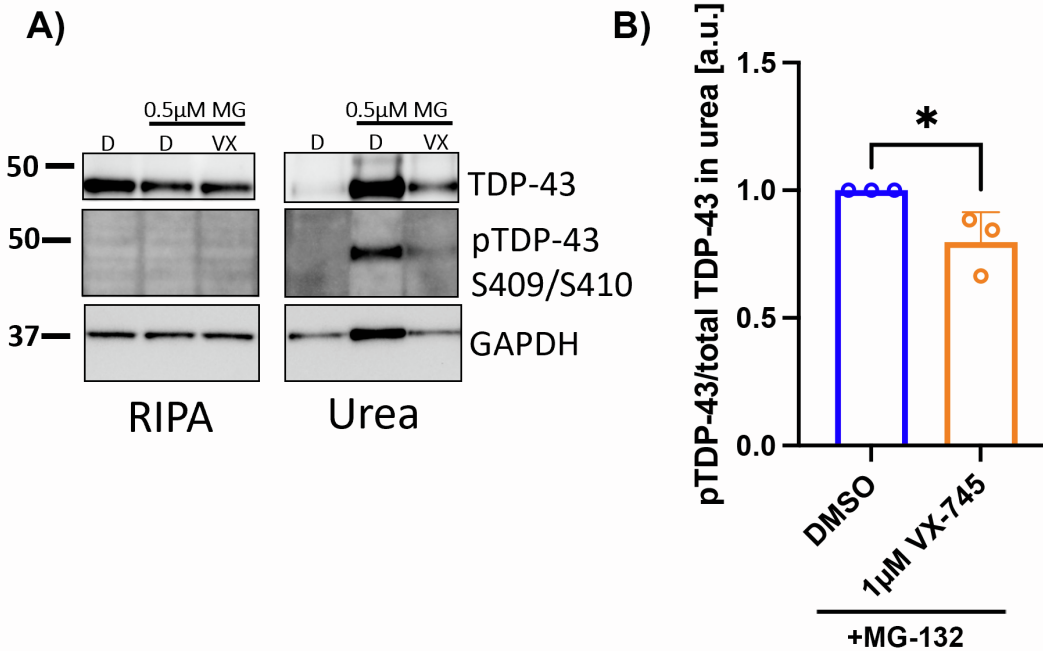 A)
0.5µM MG
D D VX
0.5µM MG
D D VX
50
TDP-43
50
pTDP-43
S409/S410
37
GAPDH
RIPA
Urea
B)
pTDP-43/total TDP-43 in urea [a.u.]
1.5
1.0
0.5
0.0
*
DMSO
1µM VX-745
+MG-132